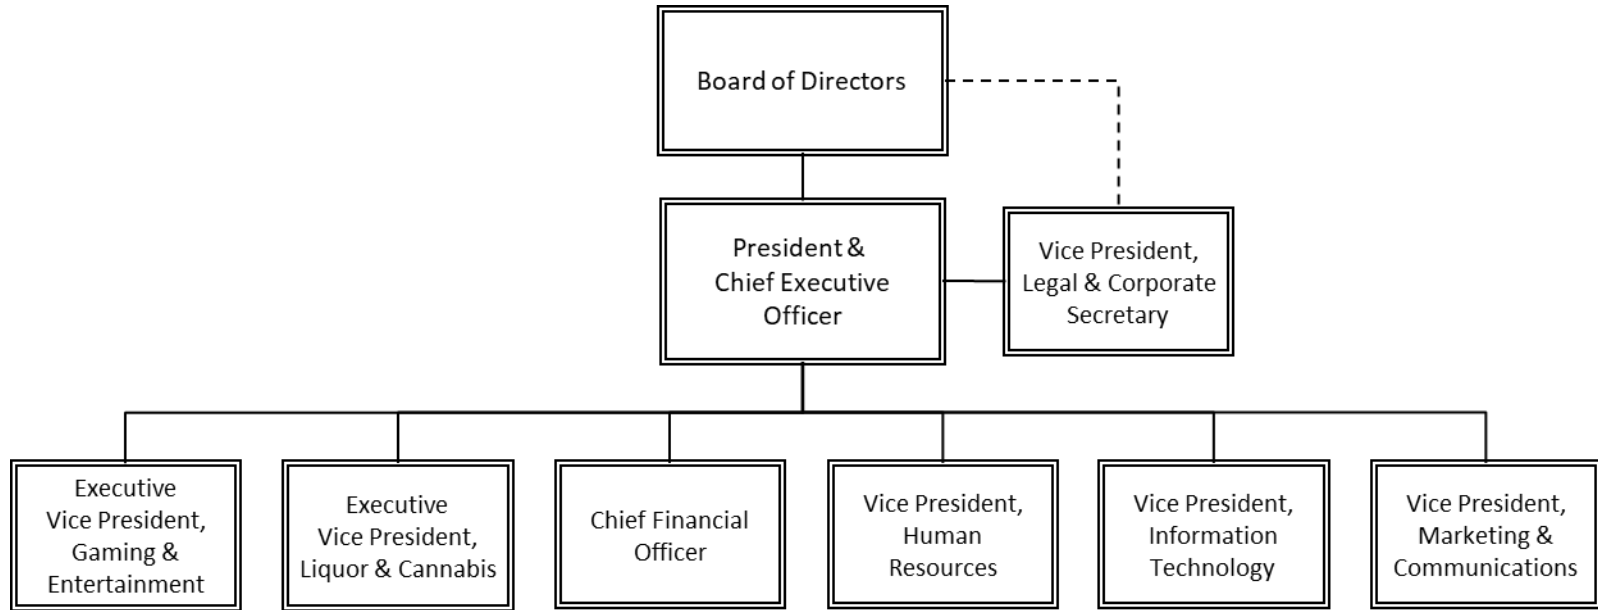 Board of Directors
President &
Chief Executive
Officer
Vice President,
Legal & Corporate
Secretary
Executive
Vice President,
Gaming &
Entertainment
Executive
Vice President,
Liquor & Cannabis
Chief Financial
Officer
Vice President,
Human
Resources
Vice President,
Information
Technology
Vice President,
Marketing &
Communications